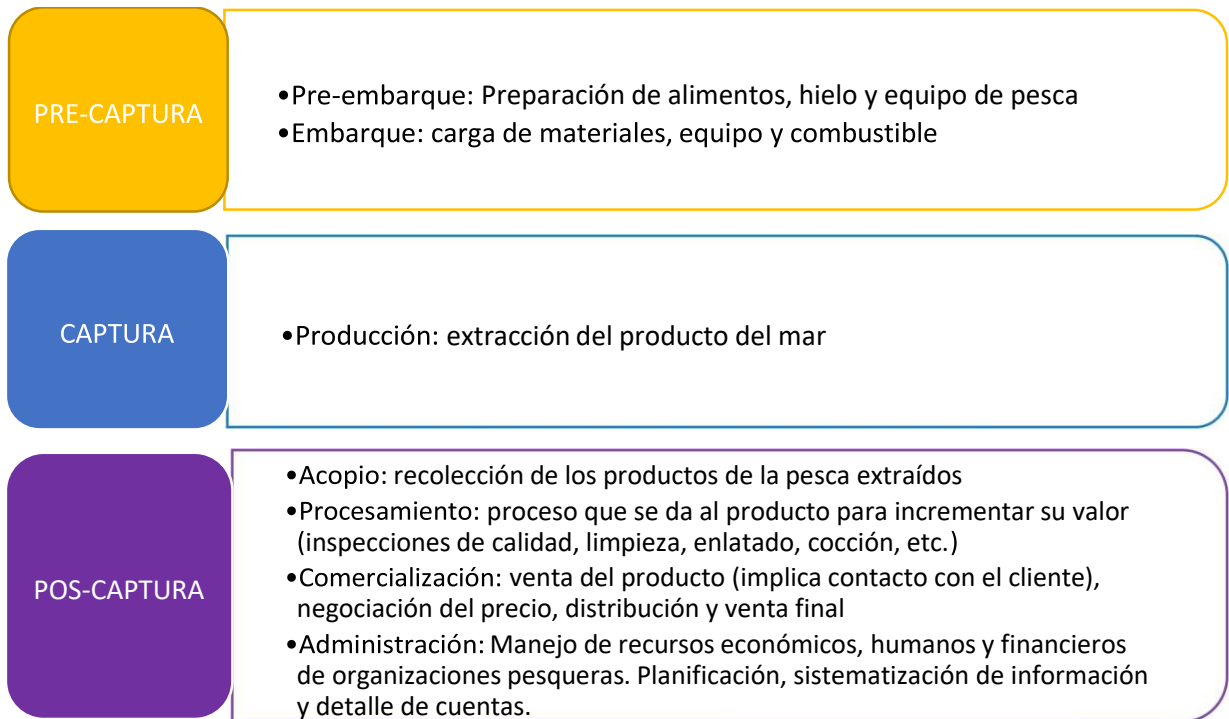 PRE-CAPTURA
•Pre-embarque: Preparación de alimentos, hielo y equipo de pesca
•Embarque: carga de materiales, equipo y combustible
CAPTURA
•Producción: extracción del producto del mar
POS-CAPTURA
•Acopio: recolección de los productos de la pesca extraídos
•Procesamiento: proceso que se da al producto para incrementar su valor
(inspecciones de calidad, limpieza, enlatado, cocción, etc.)
•Comercialización: venta del producto (implica contacto con el cliente),
negociación del precio, distribución y venta final
•Administración: Manejo de recursos económicos, humanos y financieros
de organizaciones pesqueras. Planificación, sistematización de información
y detalle de cuentas.